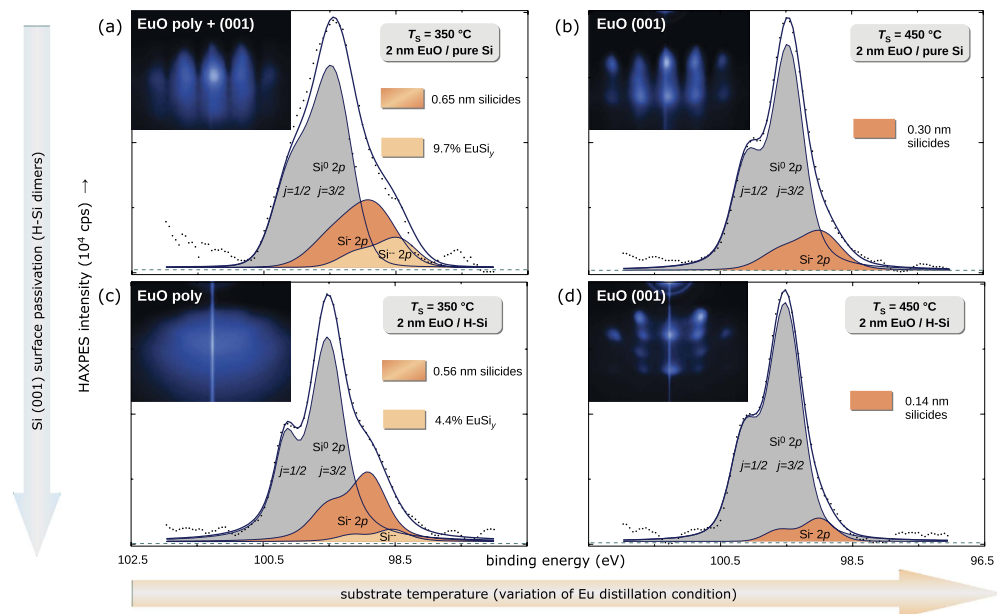 (a)
EuO poly + (001)
T_S = 350 °C
2 nm EuO / pure Si
0.65 nm silicides
9.7% EuSi_y
Si⁰ 2p
j=1/2 j=3/2
Si⁻ 2p
Si⁻⁻ 2p
(b)
EuO (001)
T_S = 450 °C
2 nm EuO / pure Si
0.30 nm
silicides
Si⁰ 2p
j=1/2 j=3/2
Si⁻ 2p
(c)
EuO poly
T_S = 350 °C
2 nm EuO / H-Si
0.56 nm silicides
4.4% EuSi_y
Si⁰ 2p
j=1/2 j=3/2
Si⁻ 2p
Si⁻⁻
(d)
EuO (001)
T_S = 450 °C
2 nm EuO / H-Si
0.14 nm
silicides
Si⁰ 2p
j=1/2 j=3/2
Si⁻ 2p
Si (001) surface passivation (H-Si dimers)
HAXPES intensity (10⁴ cps) →
102.5 100.5 98.5 binding energy (eV) 100.5 98.5 96.5
substrate temperature (variation of Eu distillation condition)